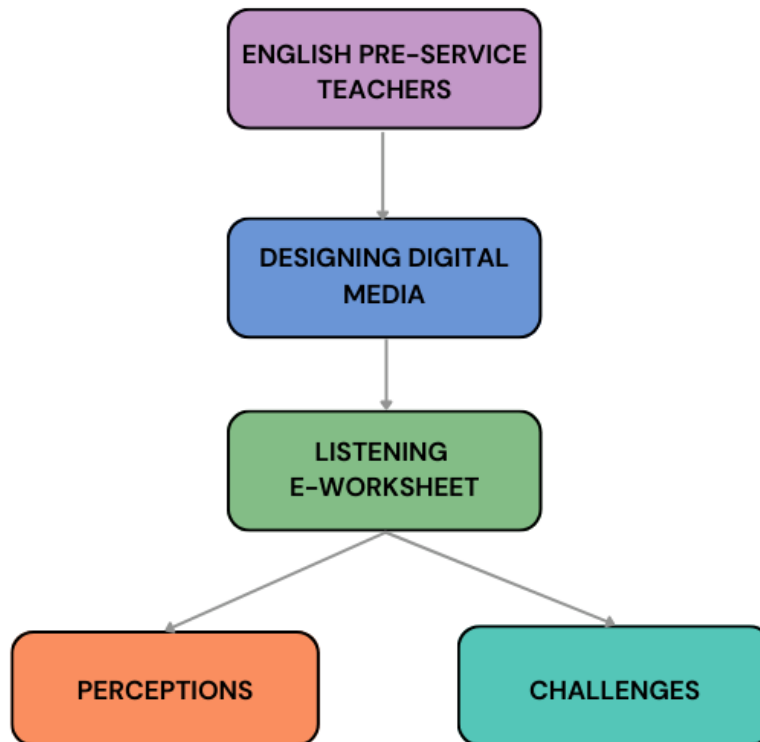 ENGLISH PRE-SERVICE
TEACHERS
DESIGNING DIGITAL
MEDIA
LISTENING
E-WORKSHEET
PERCEPTIONS
CHALLENGES